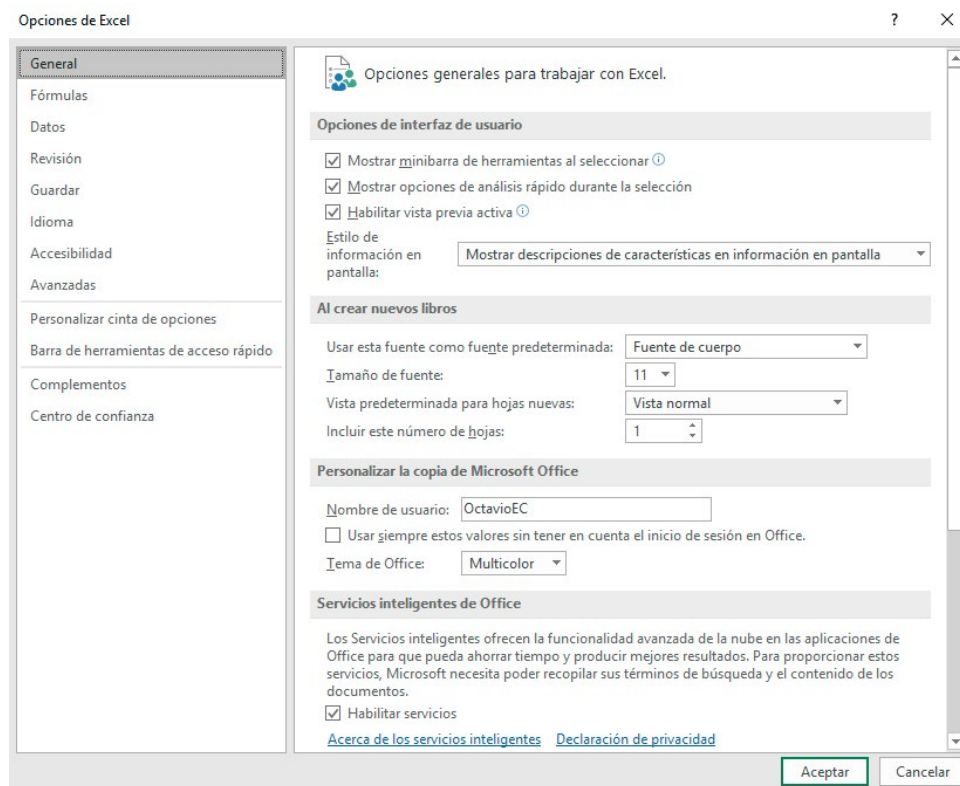 Opciones de Excel
?
General
Fórmulas
Datos
Revisión
Guardar
Idioma
Accesibilidad
Avanzadas
Personalizar cinta de opciones
Barra de herramientas de acceso rápido
Complementos
Centro de confianza
Opciones generales para trabajar con Excel.
Opciones de interfaz de usuario
Mostrar minibarra de herramientas al seleccionar
Mostrar opciones de análisis rápido durante la selección
Habilitar vista previa activa
Estilo de
información en
pantalla:
Mostrar descripciones de características en información en pantalla
Al crear nuevos libros
Usar esta fuente como fuente predeterminada: Fuente de cuerpo
Tamaño de fuente: 11
Vista predeterminada para hojas nuevas: Vista normal
Incluir este número de hojas: 1
Personalizar la copia de Microsoft Office
Nombre de usuario: OctavioEC
Usar siempre estos valores sin tener en cuenta el inicio de sesión en Office.
Tema de Office: Multicolor
Servicios inteligentes de Office
Los Servicios inteligentes ofrecen la funcionalidad avanzada de la nube en las aplicaciones de
Office para que pueda ahorrar tiempo y producir mejores resultados. Para proporcionar estos
servicios, Microsoft necesita poder recopilar sus términos de búsqueda y el contenido de los
documentos.
Habilitar servicios
Acerca de los servicios inteligentes Declaración de privacidad
Aceptar Cancelar